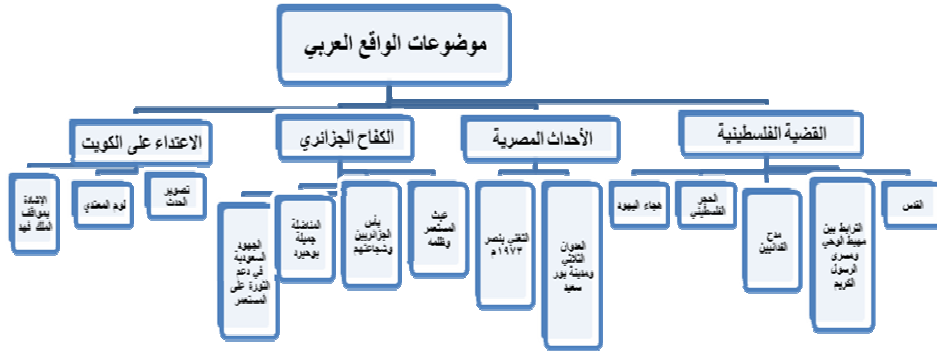 موضوعات الواقع العربي
القضية الفلسطينية
الأحداث المصرية
الكفاح الجزائري
الاعتداء على الكويت
القدس
الترابط بين
مهبط الوحي
ومسرى
الرسول
الكريم
مدح
الفدائيين
الحجر
الفلسطيني
هجاء اليهود
العدوان
الثلاثي
ومدينة بور
سعيد
التغني بنصر
١٩٧٣م
عبث
المستعمر
وظلمه
بأس
الجزائريين
وشجاعتهم
المناضلة
جميلة
بوحيرد
الجهود
السعودية
في دعم
الثورة على
المستعمر
تصوير
الحدث
لوم المعتدي
الإشادة
بمواقف
الملك فهد